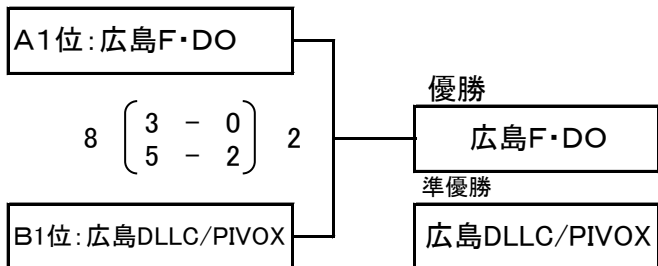 A1位:広島F・DO
優勝
3 － 0
8 2
広島F・DO
5 － 2
準優勝
B1位:広島DLLC/PIVOX
広島DLLC/PIVOX